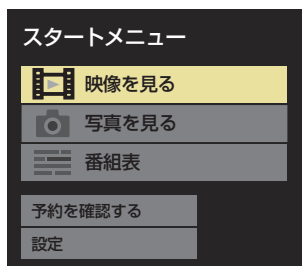 スタートメニュー
映像を見る
写真を見る
番組表
予約を確認する
設定